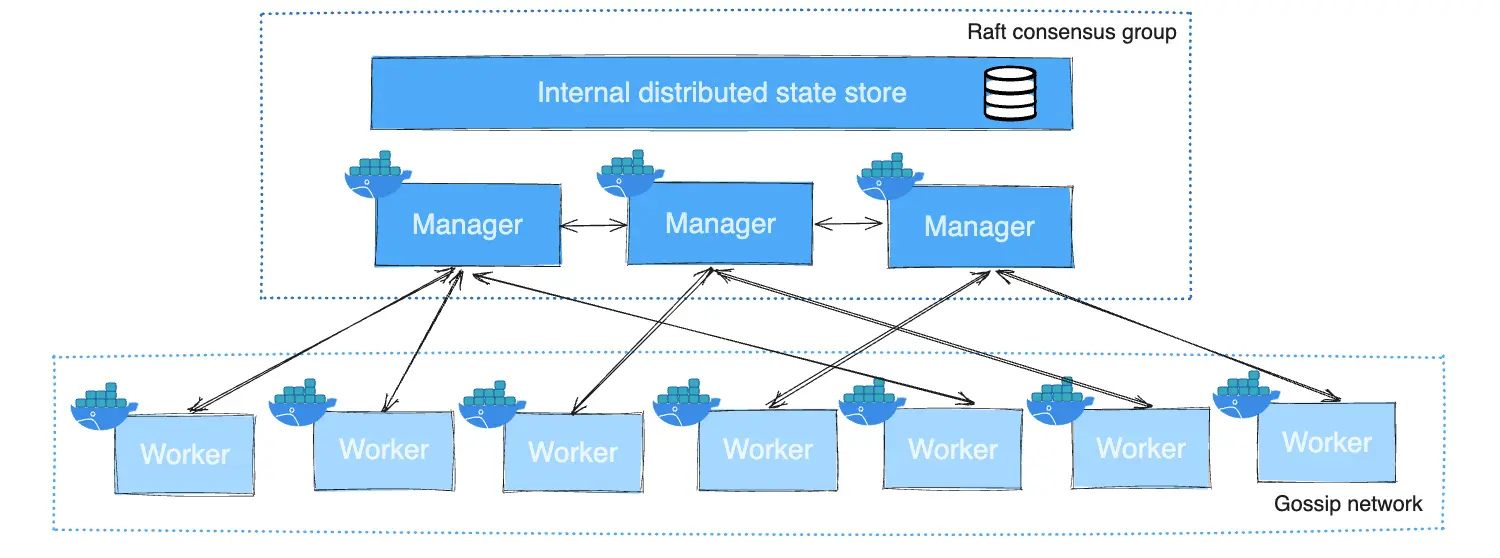 Raft consensus group
Internal distributed state store
Manager
Manager
Manager
Worker
Worker
Worker
Worker
Worker
Worker
Worker
Gossip network